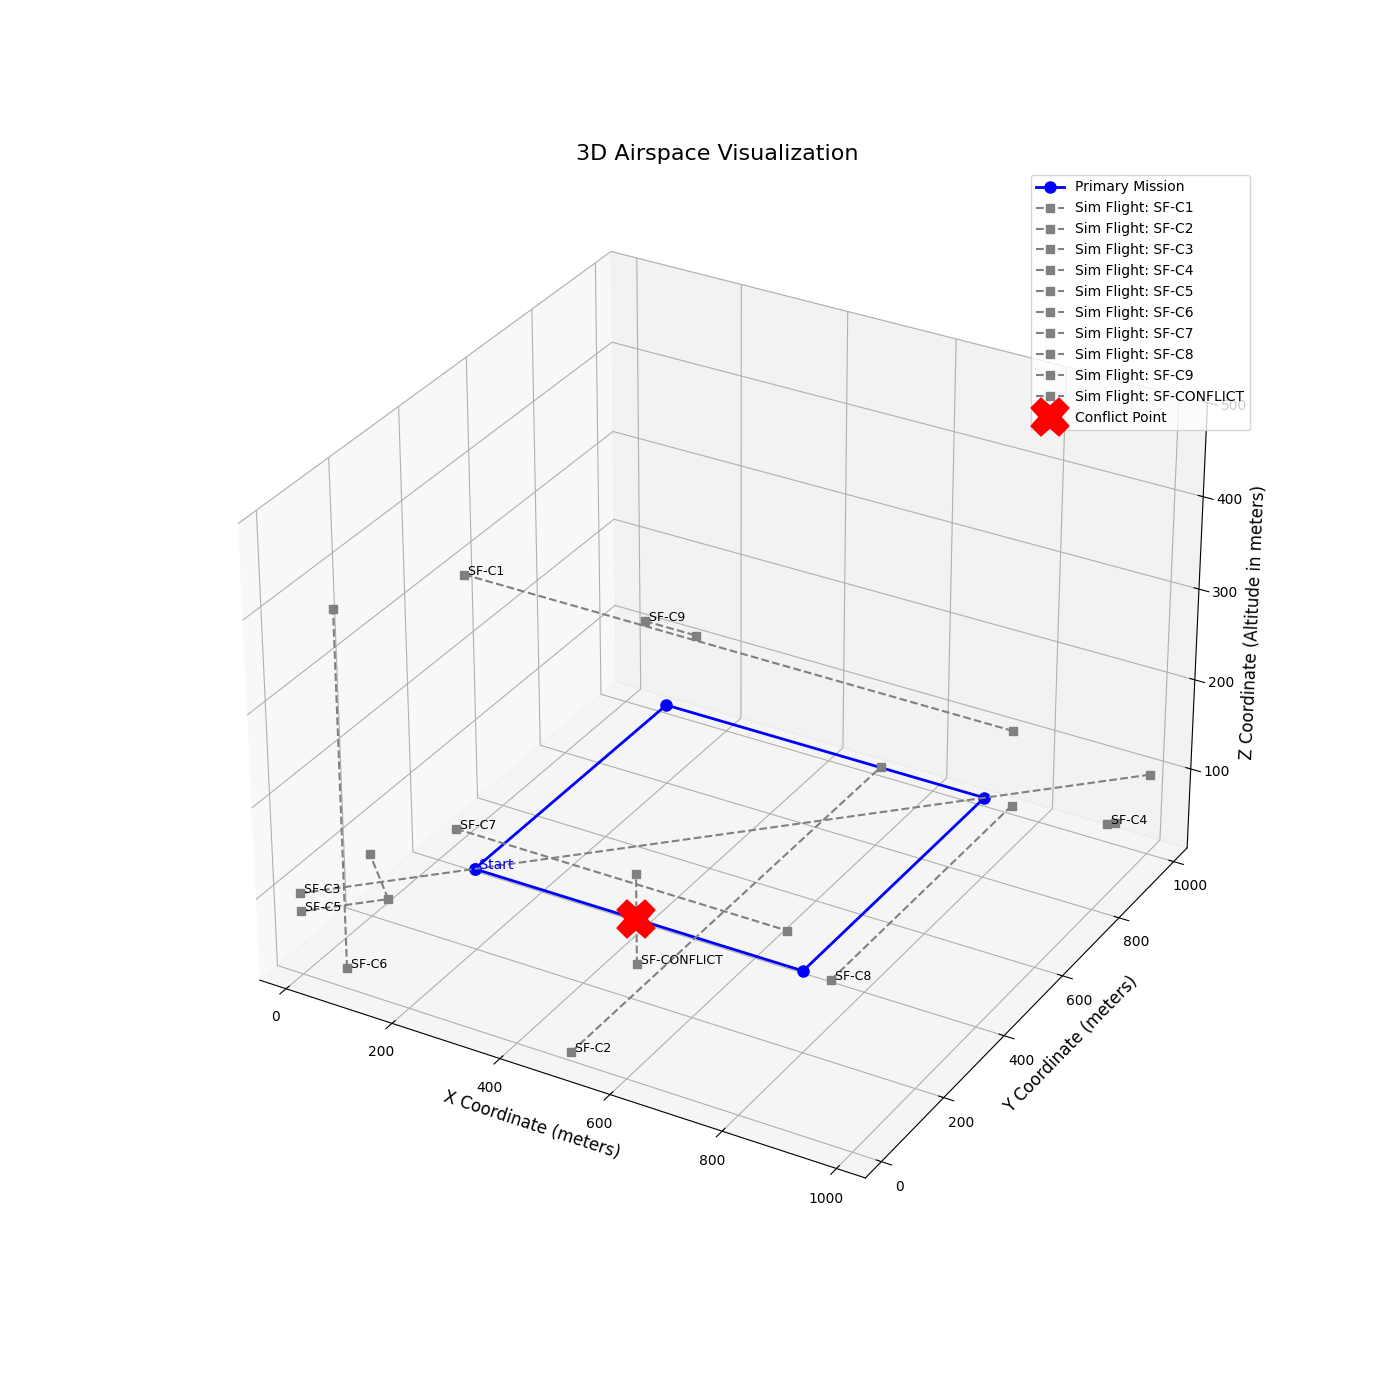 3D Airspace Visualization
Primary Mission
Sim Flight: SF-C1
Sim Flight: SF-C2
Sim Flight: SF-C3
Sim Flight: SF-C4
Sim Flight: SF-C5
Sim Flight: SF-C6
Sim Flight: SF-C7
Sim Flight: SF-C8
Sim Flight: SF-C9
Sim Flight: SF-CONFLICT
Conflict Point
500
400
300
200
100
Z Coordinate (Altitude in meters)
SF-C1
SF-C9
SF-C4
SF-C7
Start
SF-C3
SF-C5
SF-C6
SF-CONFLICT
SF-C8
SF-C2
0
200
400
600
800
1000
X Coordinate (meters)
0
200
400
600
800
1000
Y Coordinate (meters)